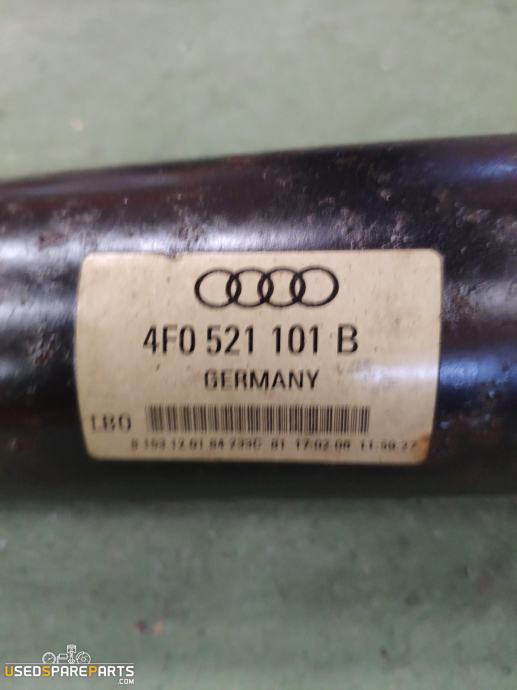 4F0 521 101 B
GERMANY
LBO
USEDSPAREPARTS
.COM